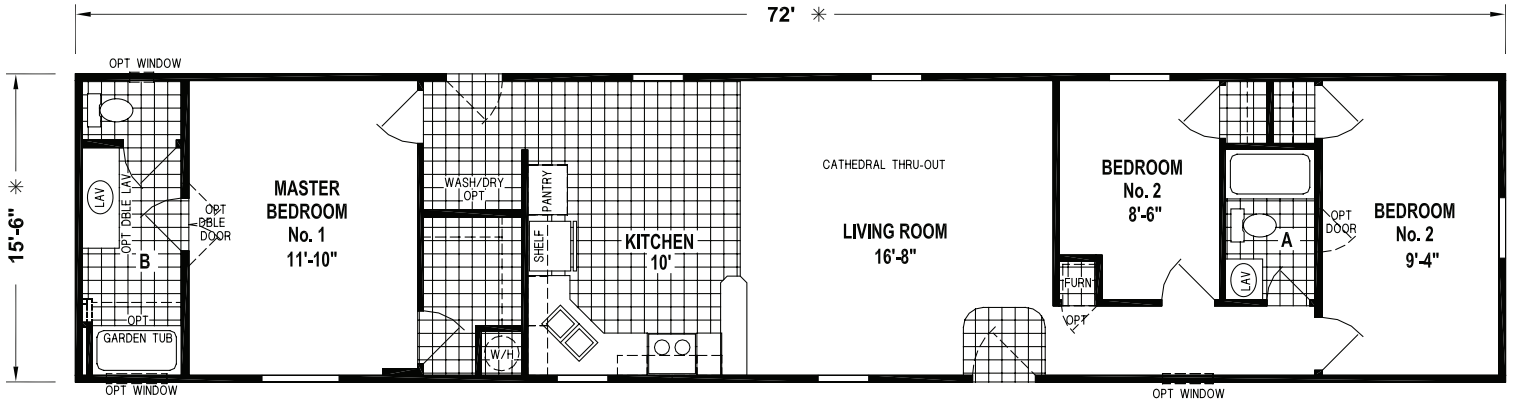 72' ✳
15'-6" ✳
OPT WINDOW
LAV
OPT DBLE LAV
B
OPT
DBLE
DOOR
OPT
GARDEN TUB
OPT WINDOW
MASTER
BEDROOM
No. 1
11'-10"
WASH/DRY
OPT
W/H
PANTRY
SHELF
KITCHEN
10'
CATHEDRAL THRU-OUT
LIVING ROOM
16'-8"
BEDROOM
No. 2
8'-6"
FURN
OPT
A
LAV
OPT
DOOR
BEDROOM
No. 2
9'-4"
OPT WINDOW